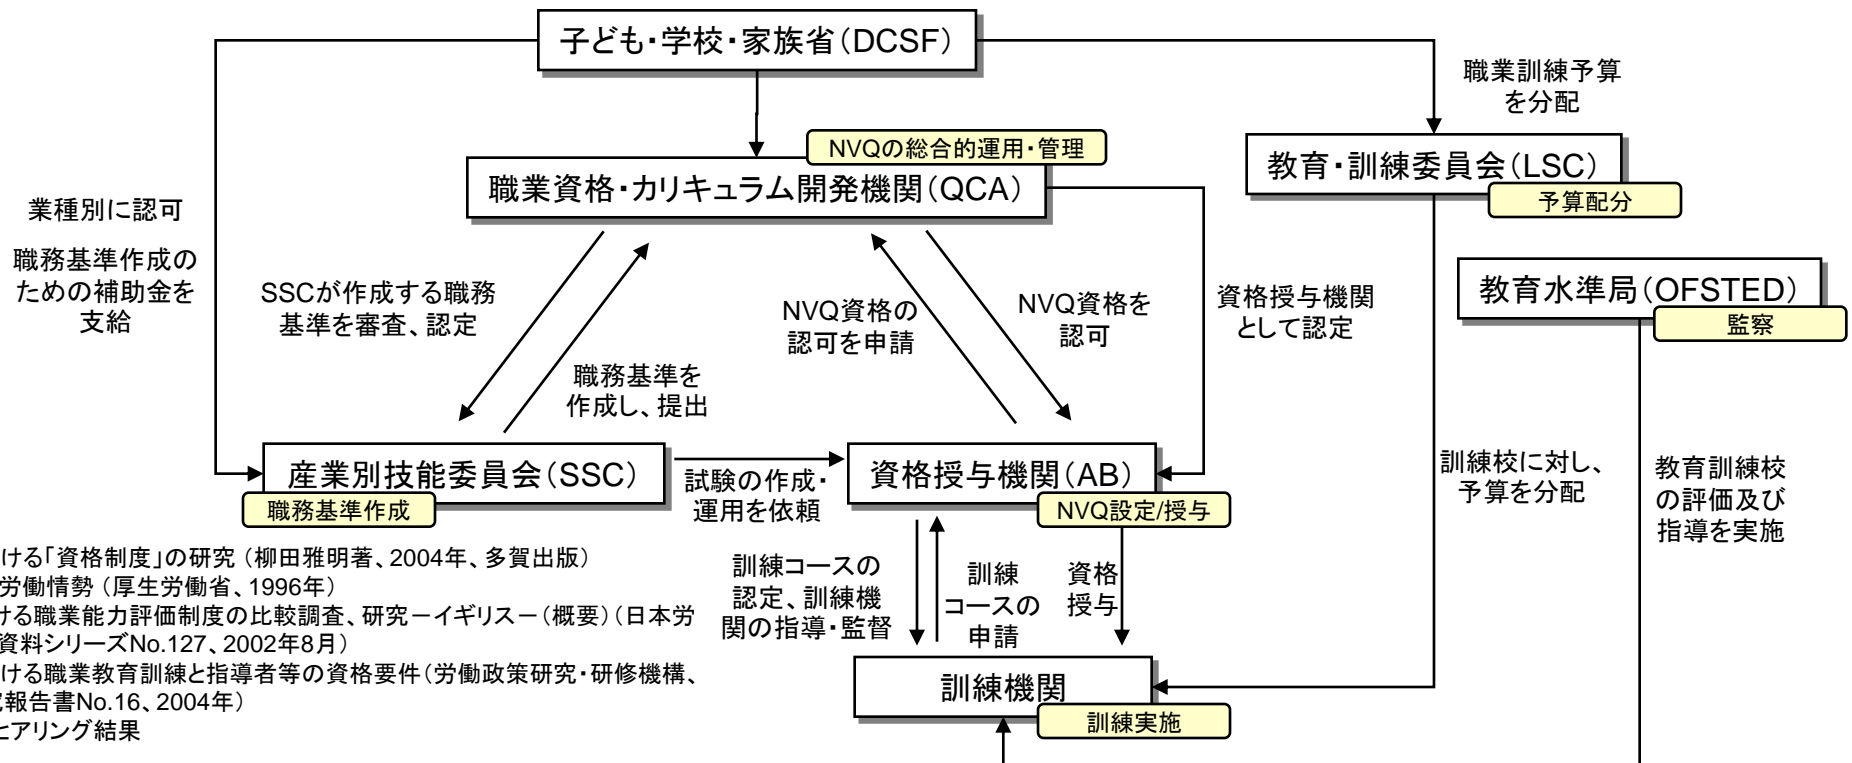 子ども・学校・家族省(DCSF)
職業訓練予算
を分配
NVQの総合的運用・管理
職業資格・カリキュラム開発機関(QCA)
教育・訓練委員会(LSC)
予算配分
業種別に認可
職務基準作成の
ための補助金を
支給
SSCが作成する職務
基準を審査、認定
職務基準を
作成し、提出
NVQ資格の
認可を申請
NVQ資格を
認可
資格授与機関
として認定
教育水準局(OFSTED)
監察
産業別技能委員会(SSC)
職務基準作成
試験の作成・
運用を依頼
資格授与機関(AB)
NVQ設定/授与
訓練校に対し、
予算を分配
教育訓練校
の評価及び
指導を実施
ける「資格制度」の研究(柳田雅明著、2004年、多賀出版)
労働情勢(厚生労働省、1996年)
ける職業能力評価制度の比較調査、研究-イギリス-(概要)(日本労
資料シリーズNo.127、2002年8月)
ける職業教育訓練と指導者等の資格要件(労働政策研究・研修機構、
報告書No.16、2004年)
ヒアリング結果
訓練コースの
認定、訓練機
関の指導・監督
訓練
コースの
申請
資格
授与
訓練機関
訓練実施